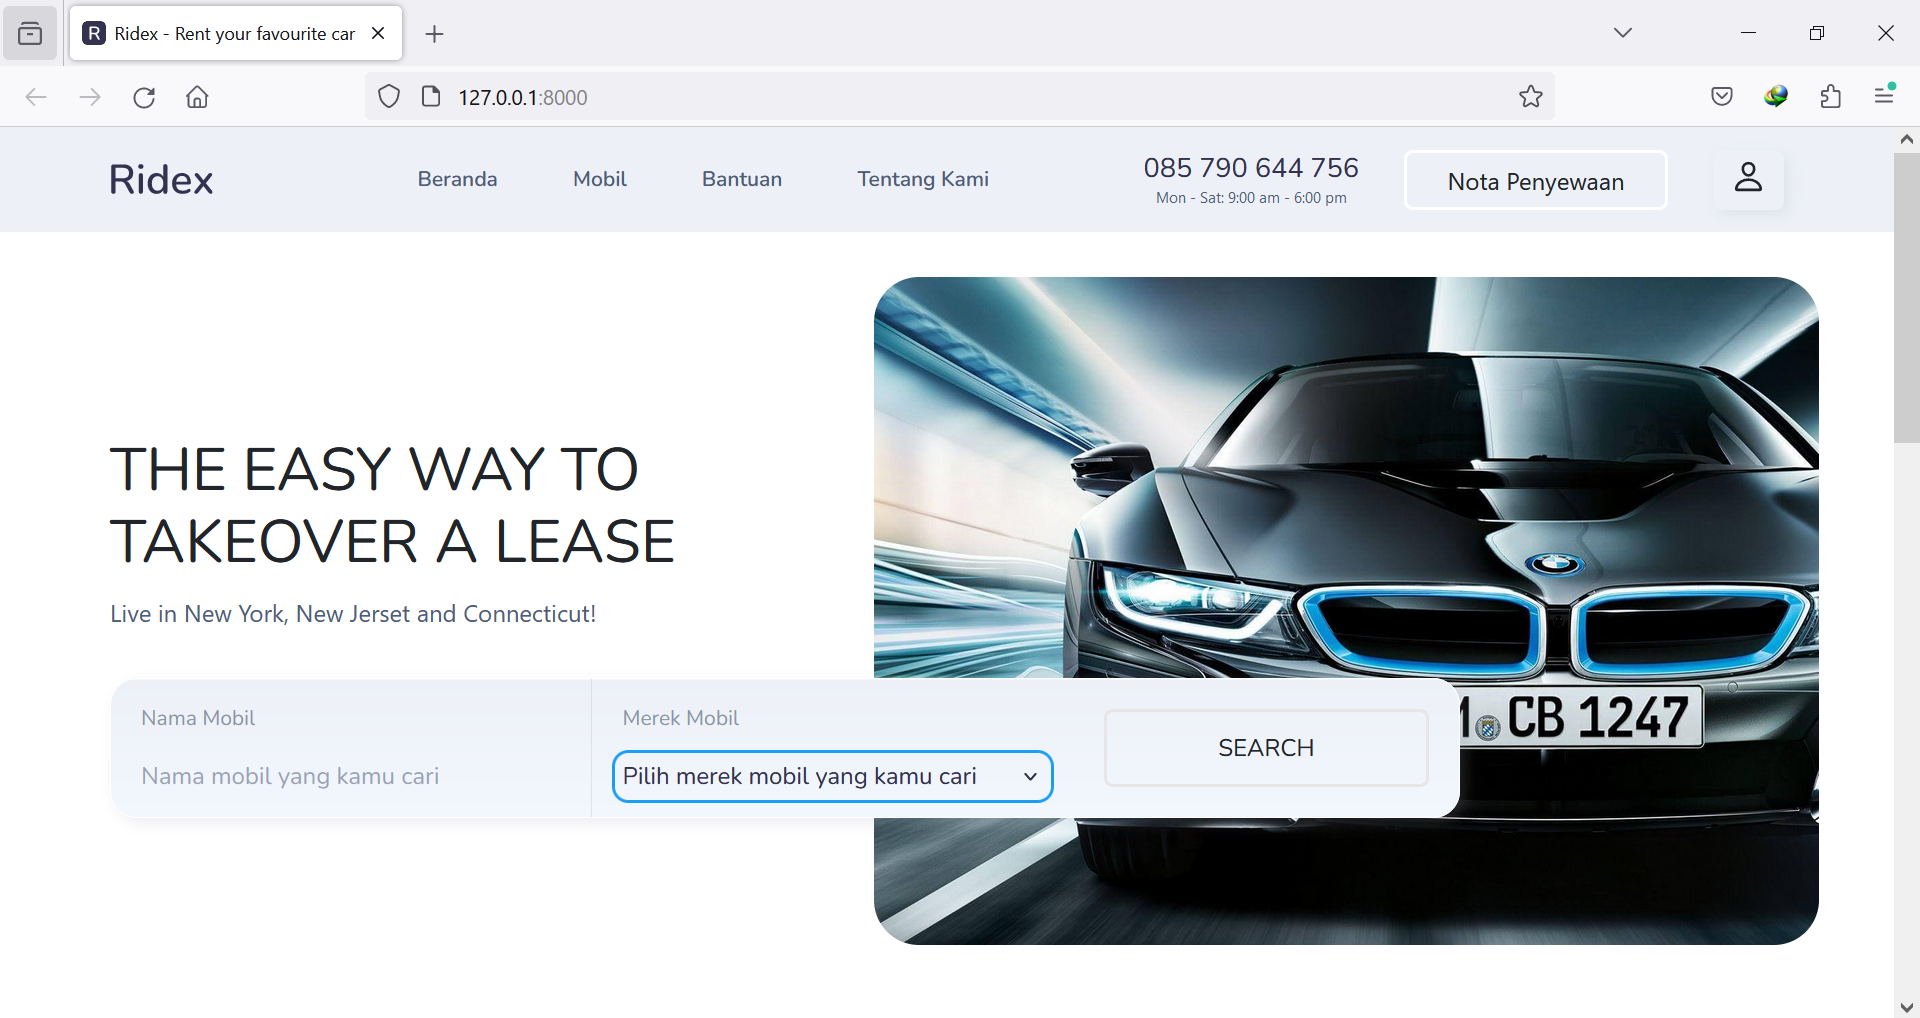 R Ridex - Rent your favourite car
127.0.0.1:8000
Ridex
Beranda
Mobil
Bantuan
Tentang Kami
085 790 644 756
Mon - Sat: 9:00 am - 6:00 pm
Nota Penyewaan
THE EASY WAY TO
TAKEOVER A LEASE
Live in New York, New Jerset and Connecticut!
Nama Mobil
Nama mobil yang kamu cari
Merek Mobil
Pilih merek mobil yang kamu cari
SEARCH
CB 1247